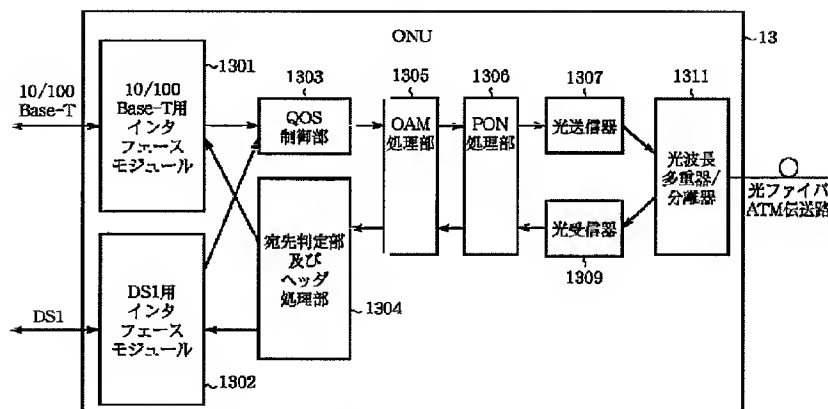 ONU
13
10/100
Base-T
10/100
Base-T用
インタ
フェース
モジュール
1301
1303
QOS
制御部
1305
OAM
処理部
1306
PON
処理部
1307
光送信器
1311
光波長
多重器/
分離器
光ファイバ
ATM伝送路
宛先判定部
及び
ヘッダ
処理部
1304
光受信器
1309
DS1
DS1用
インタ
フェース
モジュール
1302